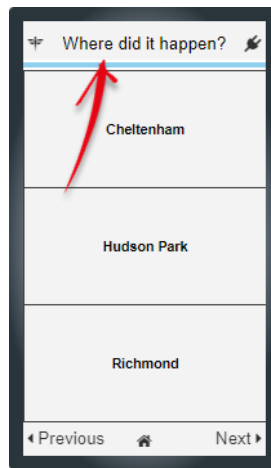 Where did it happen?
Cheltenham
Hudson Park
Richmond
Previous Next